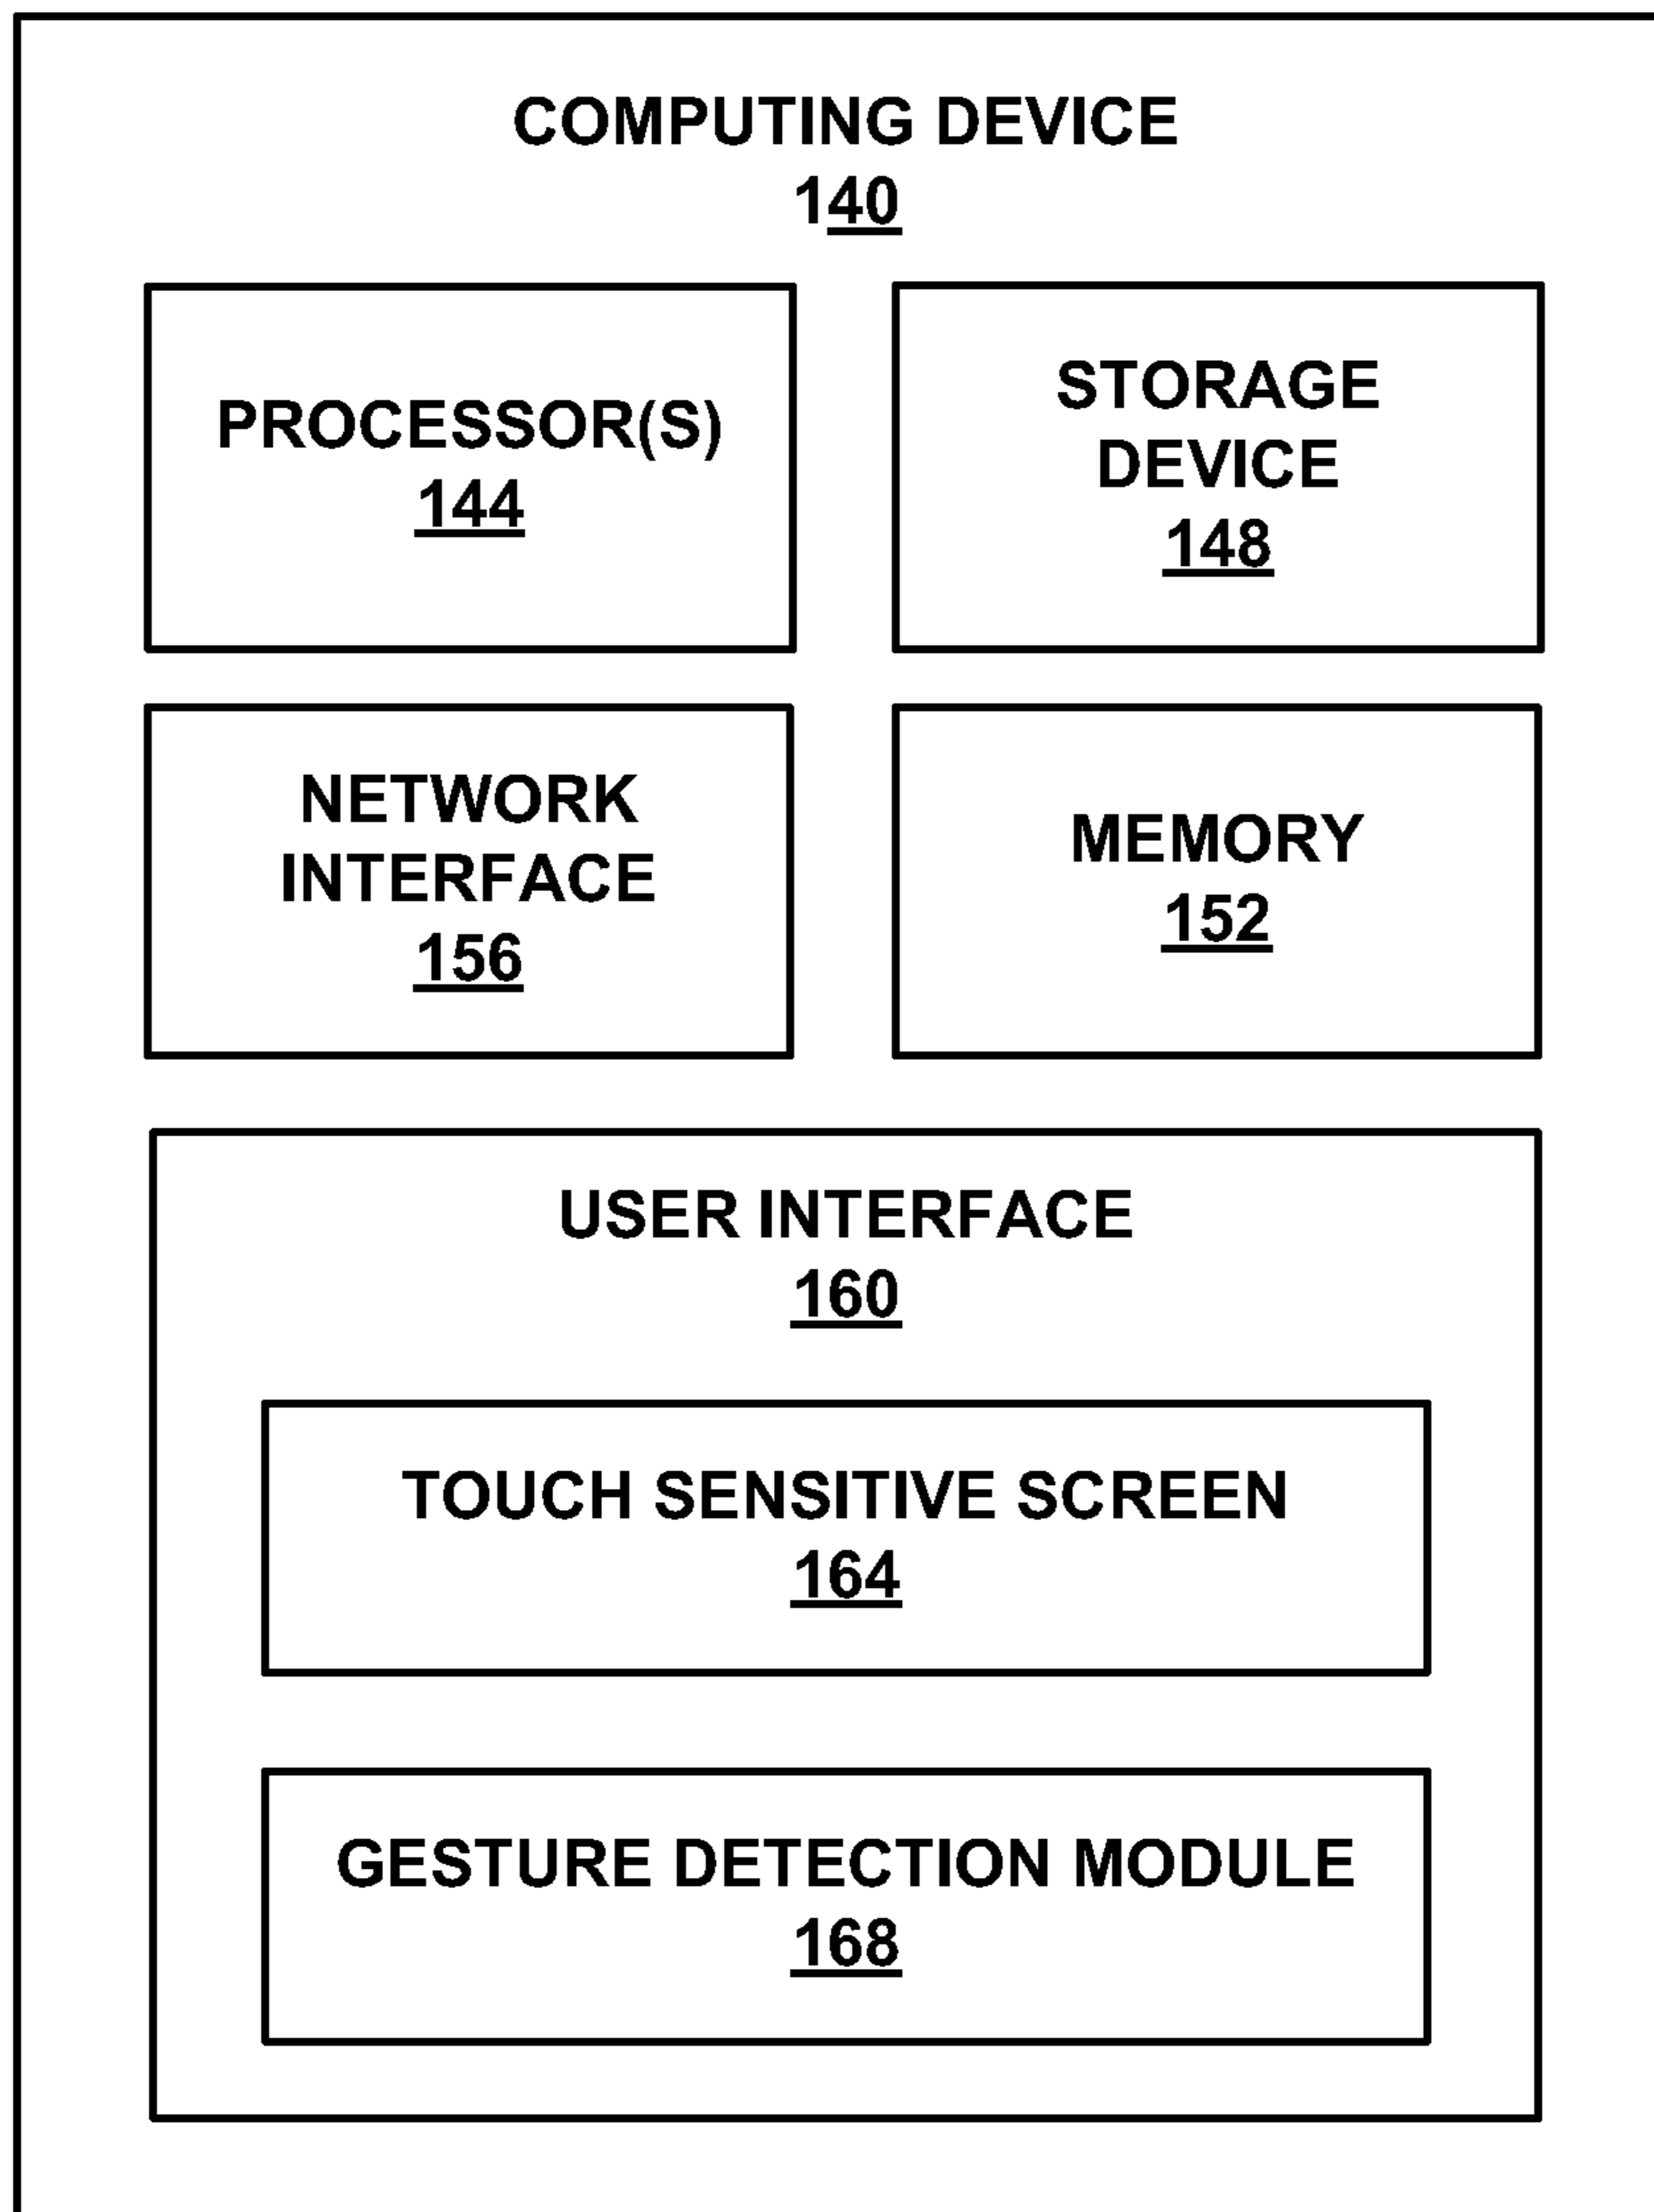 COMPUTING DEVICE
140
PROCESSOR(S)
144
STORAGE
DEVICE
148
NETWORK
INTERFACE
156
MEMORY
152
USER INTERFACE
160
TOUCH SENSITIVE SCREEN
164
GESTURE DETECTION MODULE
168